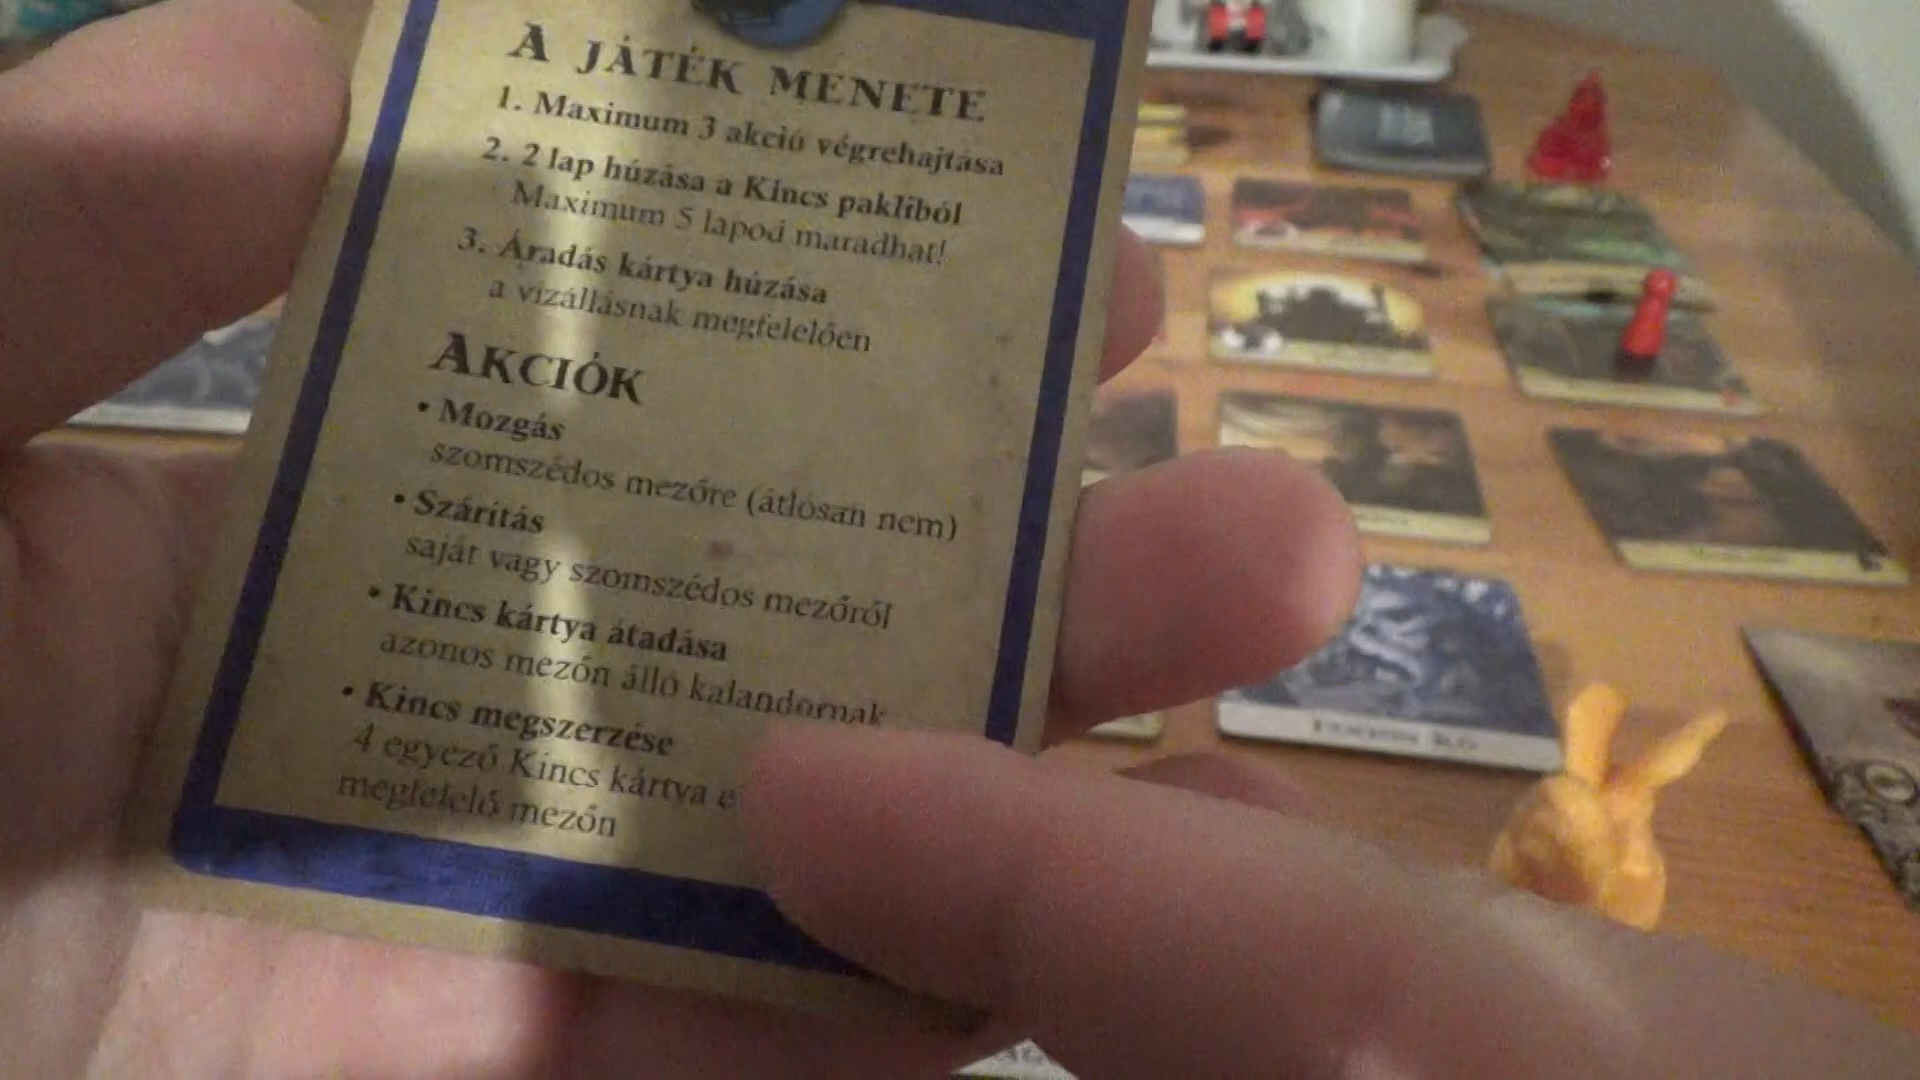 A JÁTÉK MENETE
1. Maximum 3 akció végrehajtása
2. 2 lap húzása a Kincs pakliból
Maximum 5 lapod maradhat!
3. Áradás kártya húzása
a vízállásnak megfelelően
AKCIÓK
• Mozgás
szomszédos mezőre (átlósan nem)
• Szárítás
saját vagy szomszédos mezőről
• Kincs kártya átadása
azonos mezőn álló kalandornak
• Kincs megszerzése
4 egyező Kincs kártya
megfelelő mezőn